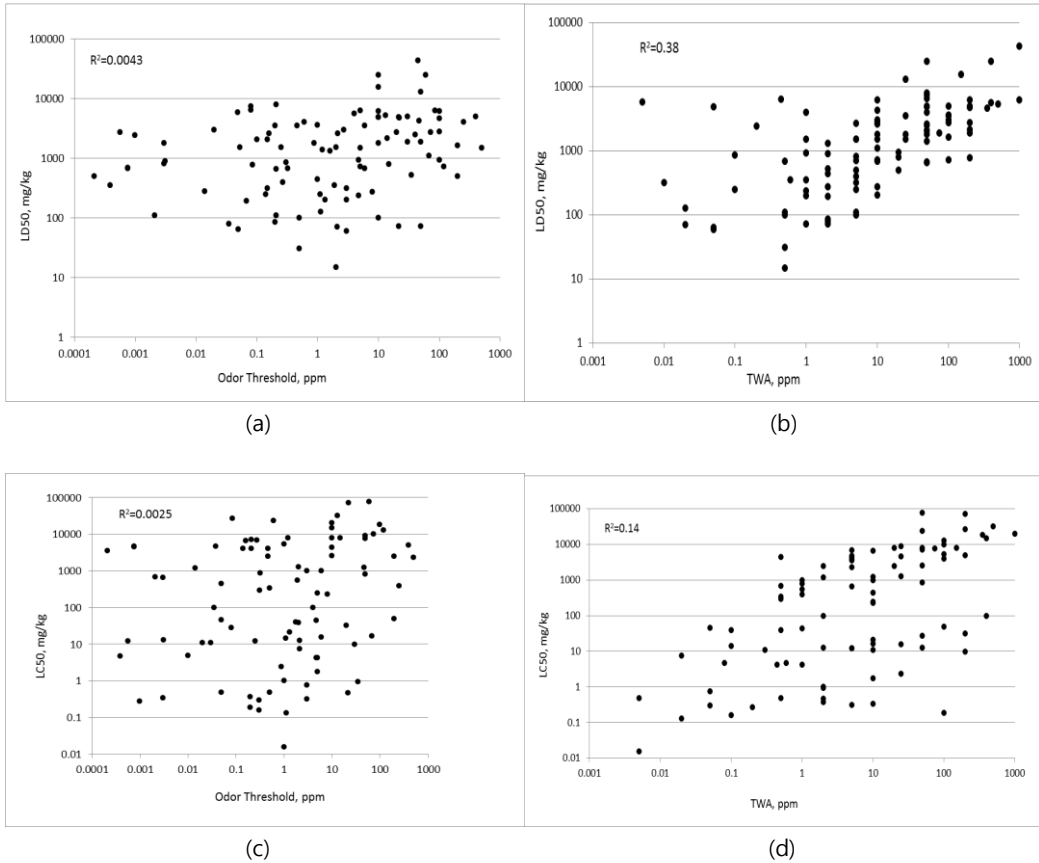 R²=0.0043
LD50, mg/kg
100000
10000
1000
100
10
1
0.0001 0.001 0.01 0.1 1 10 100 1000
Odor Threshold, ppm
(a)
R²=0.38
LD50, mg/kg
100000
10000
1000
100
10
1
0.001 0.01 0.1 1 10 100 1000
TWA, ppm
(b)
R²=0.0025
LC50, mg/kg
100000
10000
1000
100
10
1
0.1
0.01
0.0001 0.001 0.01 0.1 1 10 100 1000
Odor Threshold, ppm
(c)
R²=0.14
LC50, mg/kg
100000
10000
1000
100
10
1
0.1
0.01
0.001 0.01 0.1 1 10 100 1000
TWA, ppm
(d)